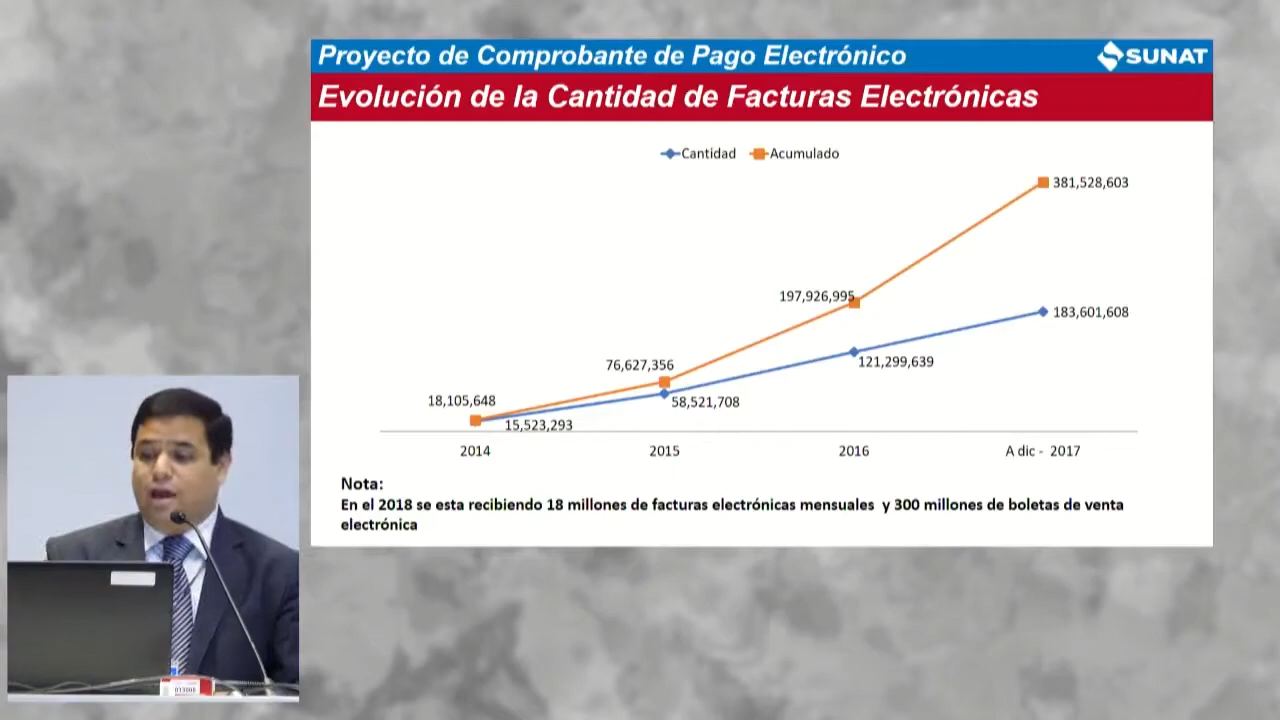 Proyecto de Comprobante de Pago Electrónico
SUNAT
Evolución de la Cantidad de Facturas Electrónicas
Cantidad
Acumulado
381,528,603
197,926,995
183,601,608
76,627,356
121,299,639
18,105,648
58,521,708
15,523,293
2014
2015
2016
A dic - 2017
Nota:
En el 2018 se esta recibiendo 18 millones de facturas electrónicas mensuales y 300 millones de boletas de venta
electrónica